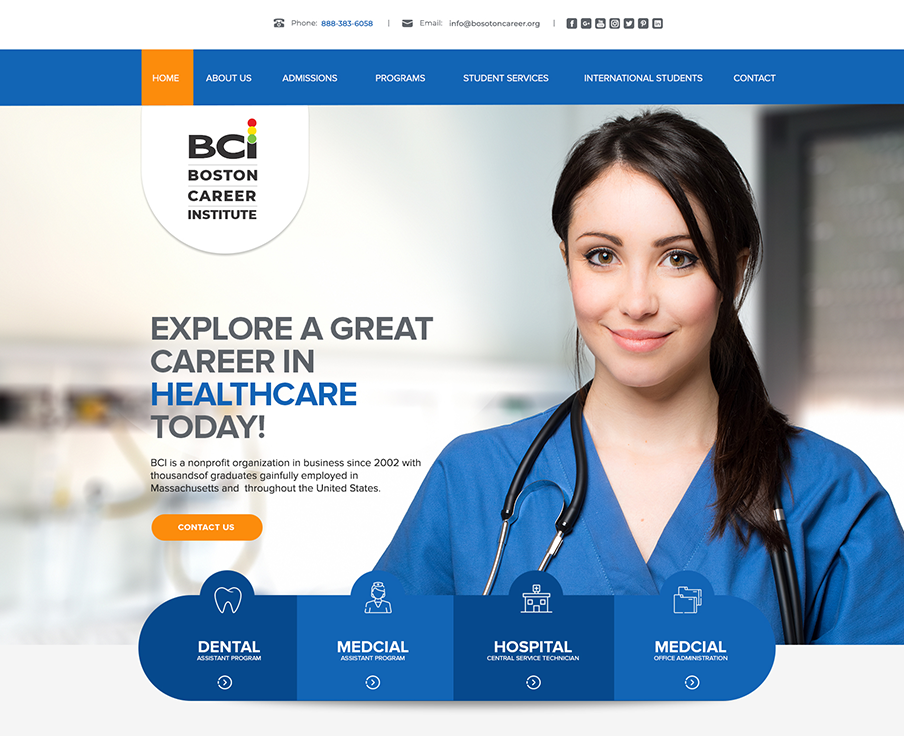 Phone: 888-383-6058 | Email: info@bosotoncareer.org |
HOME ABOUT US ADMISSIONS PROGRAMS STUDENT SERVICES INTERNATIONAL STUDENTS CONTACT
BCi
BOSTON
CAREER
INSTITUTE
EXPLORE A GREAT
CAREER IN
HEALTHCARE
TODAY!
BCI is a nonprofit organization in business since 2002 with
thousandsof graduates gainfully employed in
Massachusetts and throughout the United States.
CONTACT US
DENTAL
ASSISTANT PROGRAM
MEDCIAL
ASSISTANT PROGRAM
HOSPITAL
CENTRAL SERVICE TECHNICIAN
MEDCIAL
OFFICE ADMINISTRATION